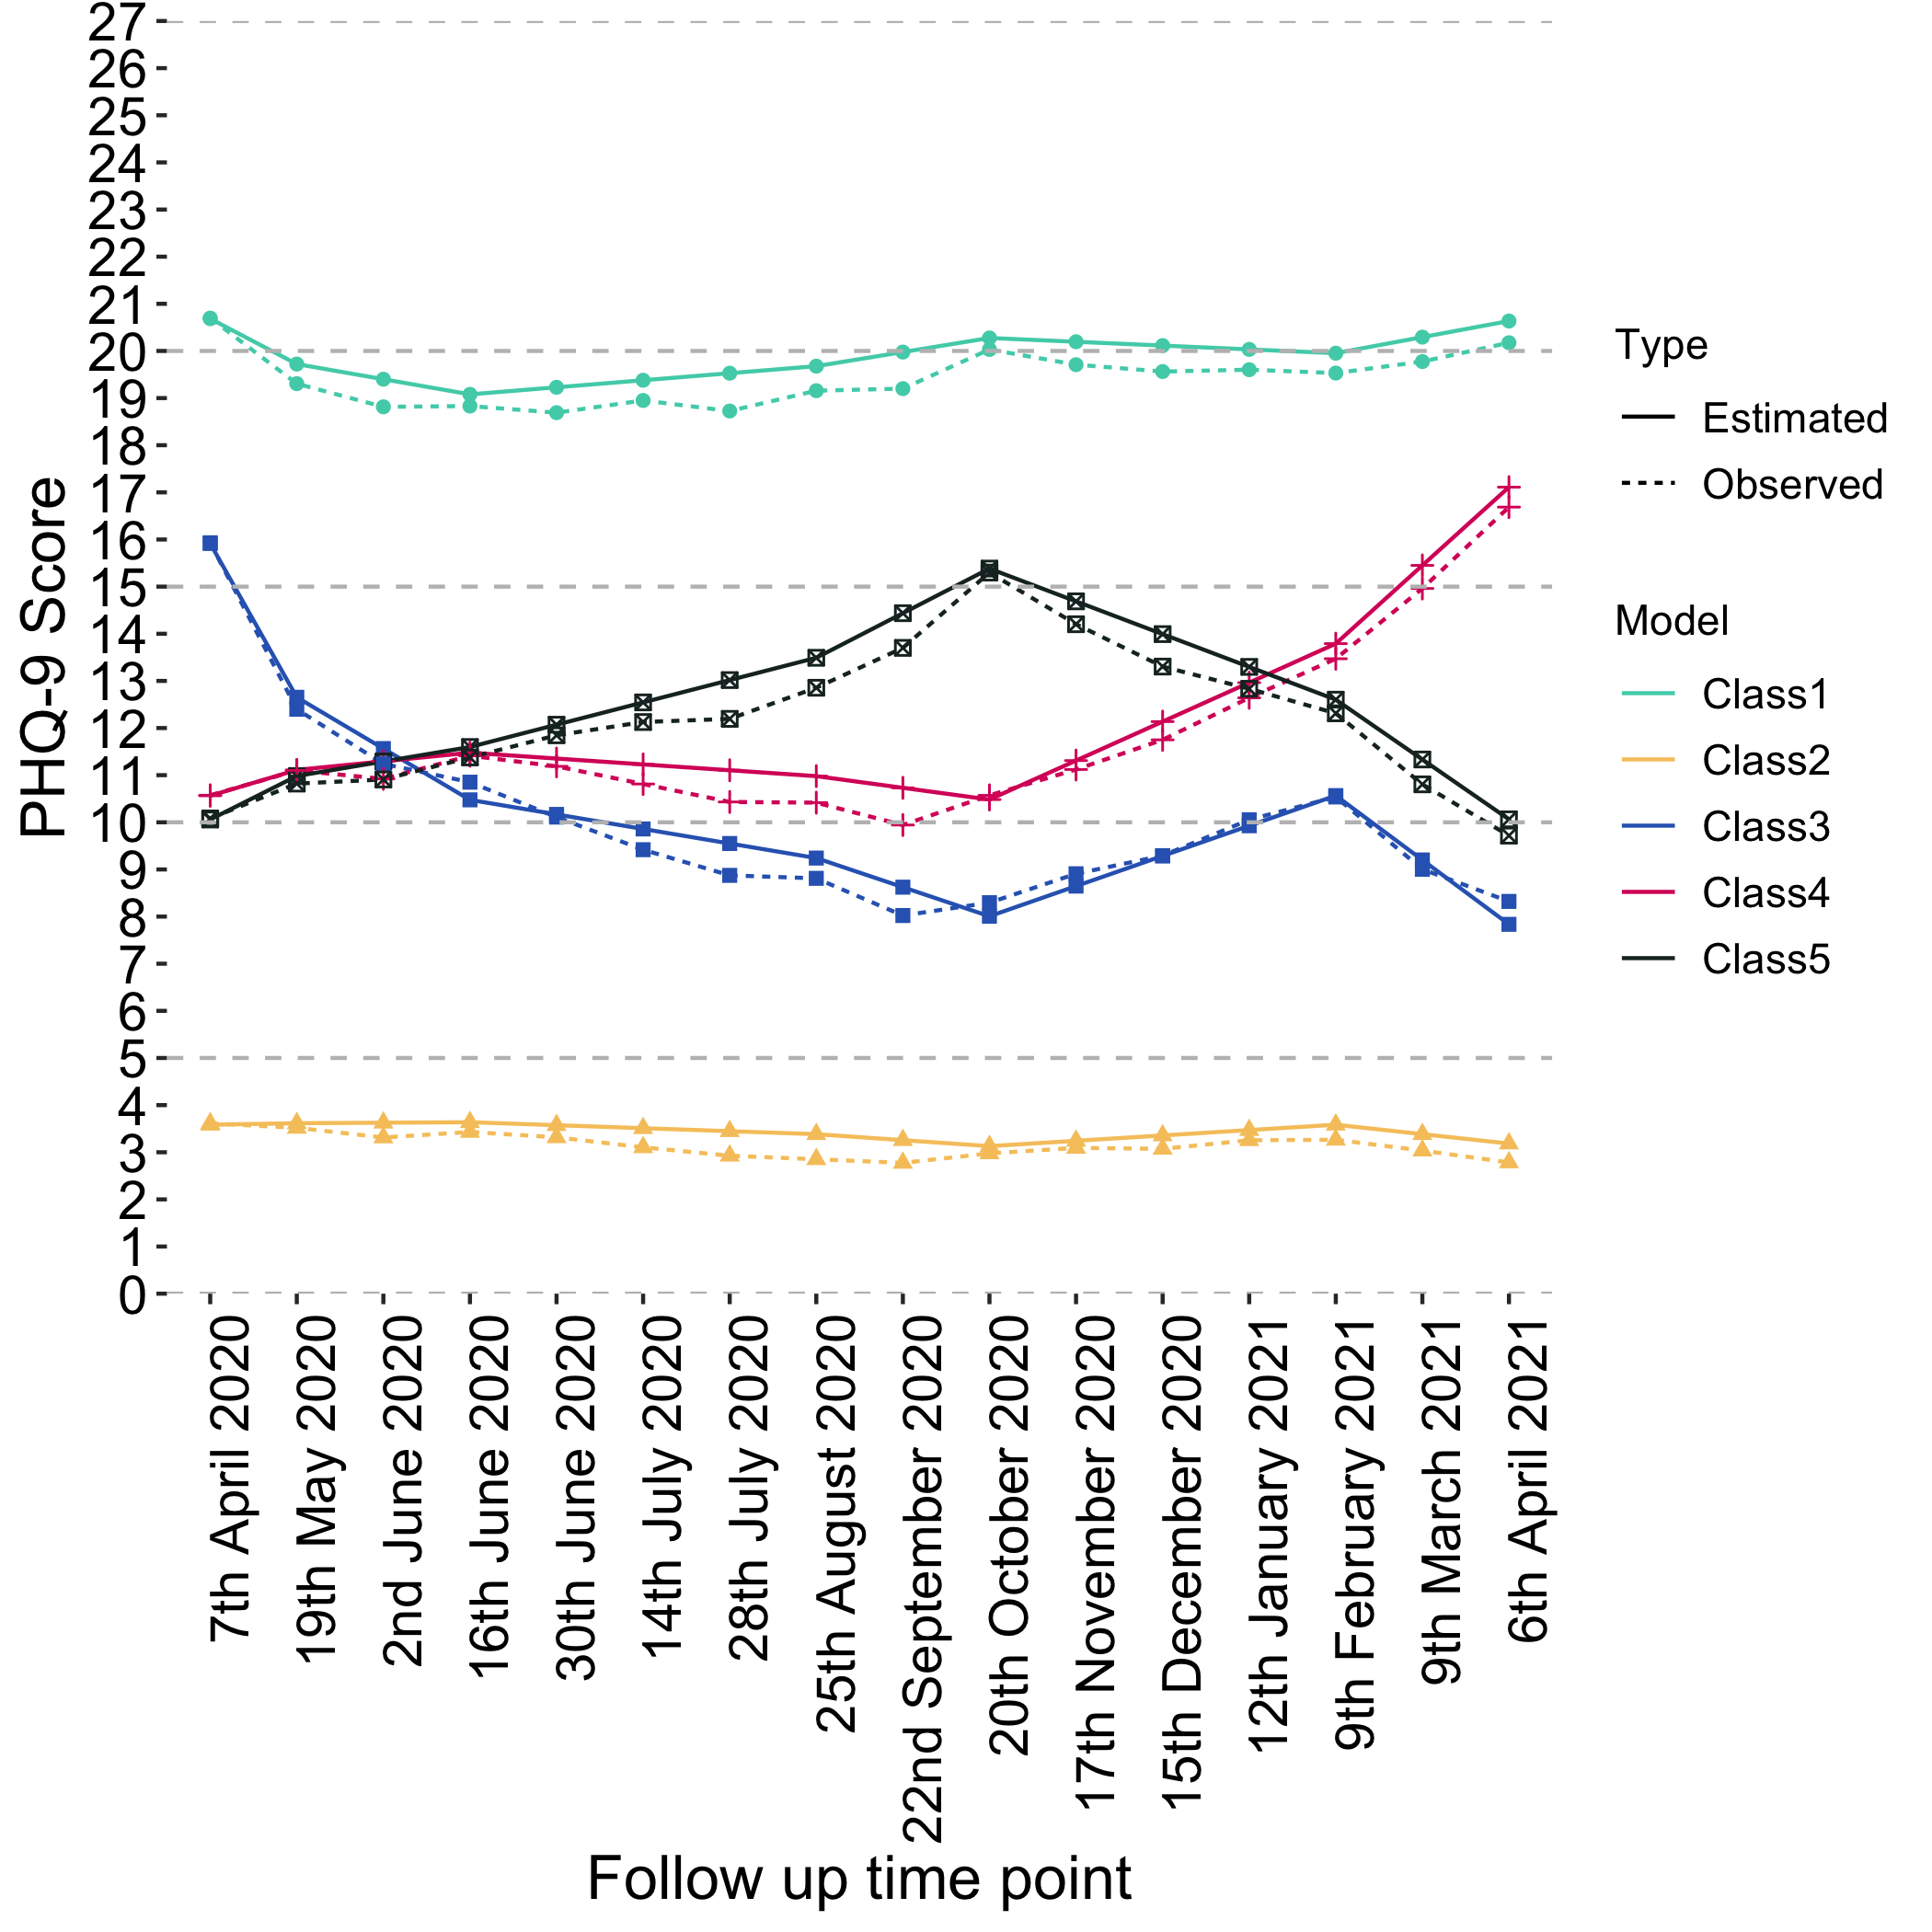 PHQ-9 Score
27
26
25
24
23
22
21
20
19
18
17
16
15
14
13
12
11
10
9
8
7
6
5
4
3
2
1
0
7th April 2020
19th May 2020
2nd June 2020
16th June 2020
30th June 2020
14th July 2020
28th July 2020
25th August 2020
22nd September 2020
20th October 2020
17th November 2020
15th December 2020
12th January 2021
9th February 2021
9th March 2021
6th April 2021
Follow up time point
Type
Estimated
Observed
Model
Class1
Class2
Class3
Class4
Class5